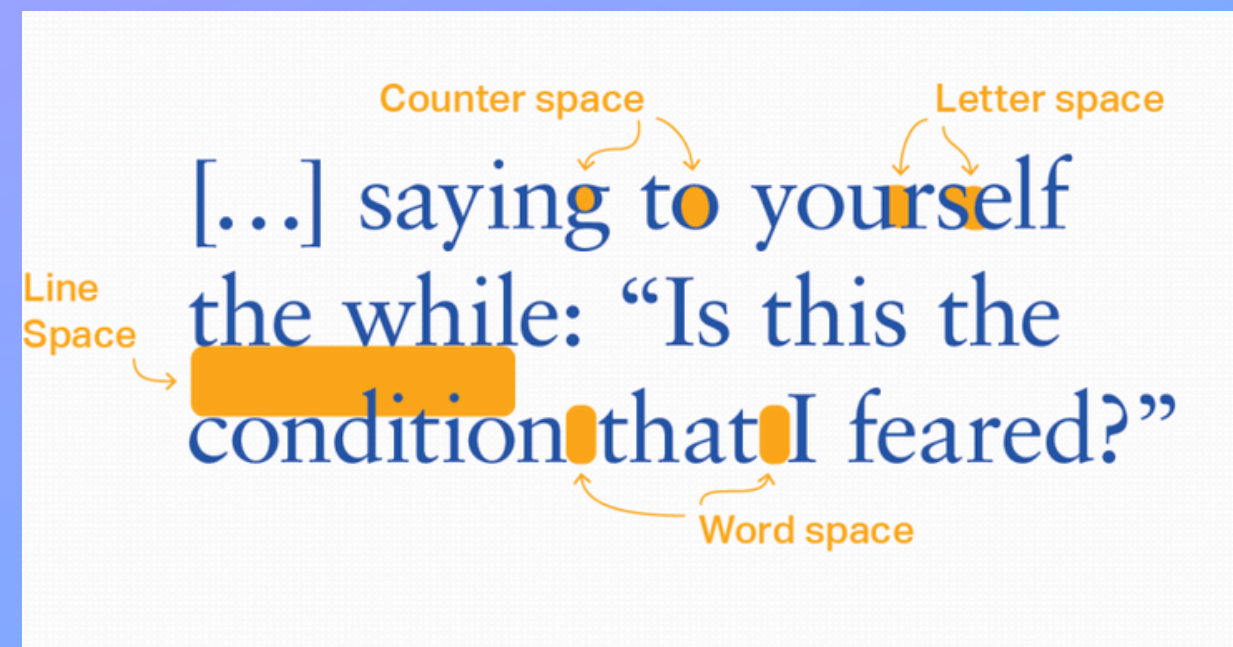 Counter space
Letter space
[…] saying to yourself
Line
Space
the while: “Is this the
condition that I feared?”
Word space